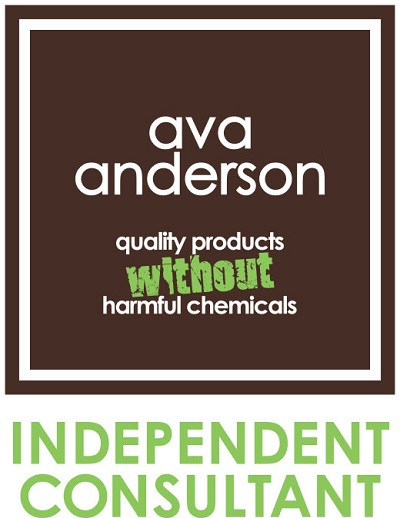 ava
anderson
quality products
without
harmful chemicals
INDEPENDENT
CONSULTANT